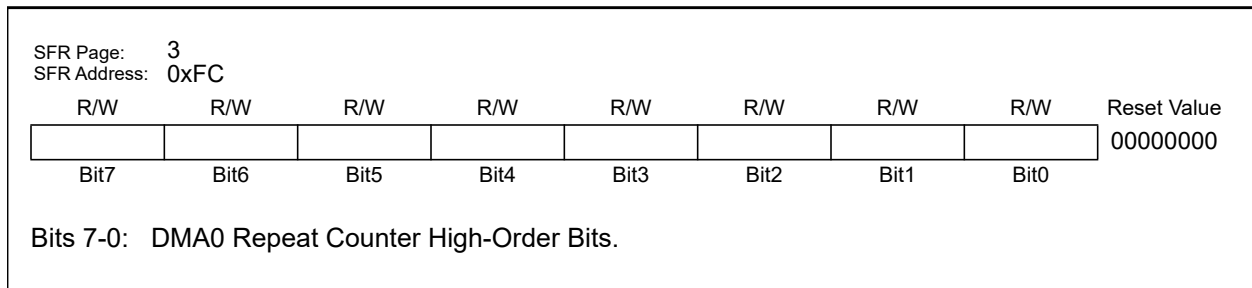 SFR Page: 3
SFR Address: 0xFC
R/W R/W R/W R/W R/W R/W R/W R/W Reset Value
00000000
Bit7 Bit6 Bit5 Bit4 Bit3 Bit2 Bit1 Bit0
Bits 7-0: DMA0 Repeat Counter High-Order Bits.